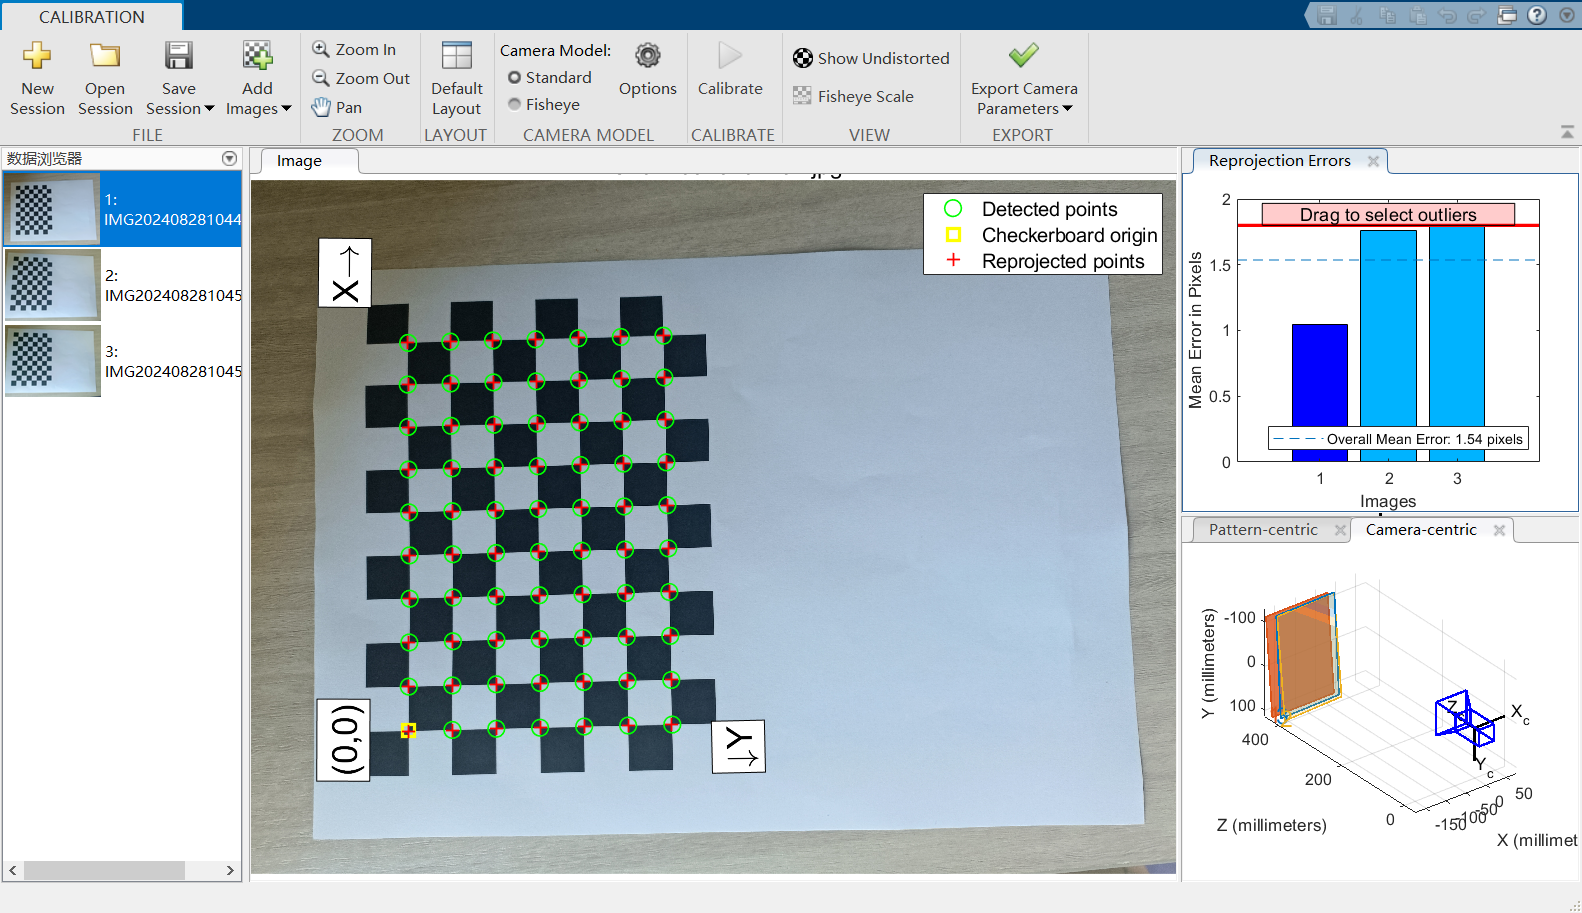 CALIBRATION
New Session
Open Session
Save Session
Add Images
FILE
Zoom In
Zoom Out
Pan
ZOOM
Default Layout
LAYOUT
Camera Model:
Standard
Fisheye
Options
CAMERA MODEL
Calibrate
CALIBRATE
Show Undistorted
Fisheye Scale
VIEW
Export Camera Parameters
EXPORT
数据浏览器
1:
IMG202408281044
2:
IMG202408281045
3:
IMG202408281045
Image
Detected points
Checkerboard origin
Reprojected points
X→
(0,0)
Y→
Reprojection Errors
Drag to select outliers
Mean Error in Pixels
2
1.5
1
0.5
0
Overall Mean Error: 1.54 pixels
1 2 3
Images
Pattern-centric
Camera-centric
Y (millimeters)
-100
0
100
400
200
0
Z (millimeters)
-150
-100
-50
0
50
X (millimet
Z
Xc
Yc